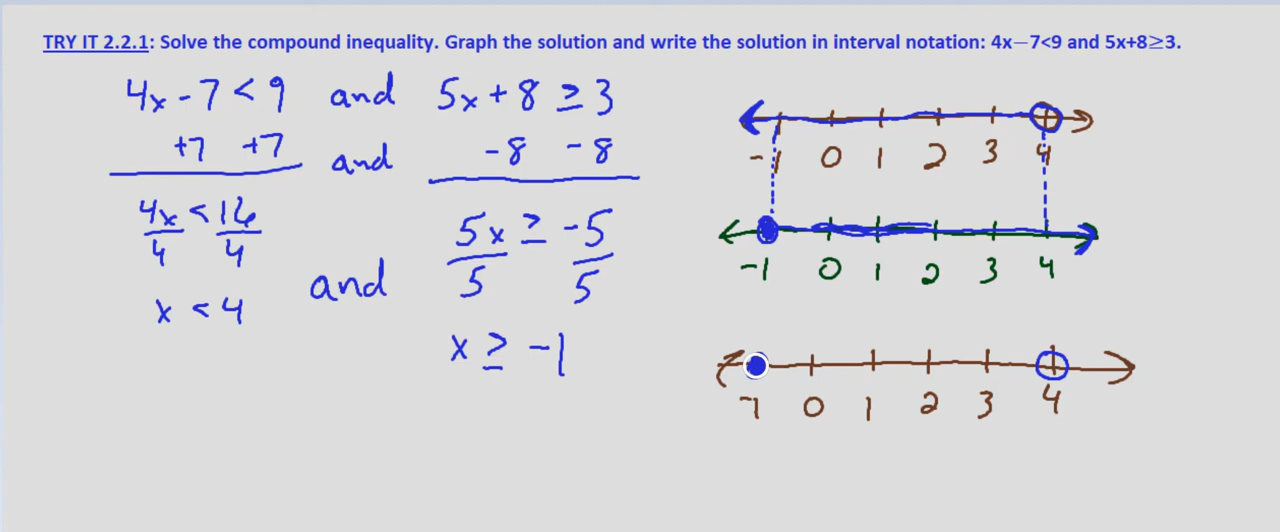 TRY IT 2.2.1: Solve the compound inequality. Graph the solution and write the solution in interval notation: 4x−7<9 and 5x+8≥3.
4x - 7 < 9 and 5x + 8 ≥ 3
+7 +7 and -8 -8
4x < 16
4 4
5x ≥ -5
5 5
x < 4 and
x ≥ -1
-1 0 1 2 3 4
-1 0 1 2 3 4
-1 0 1 2 3 4